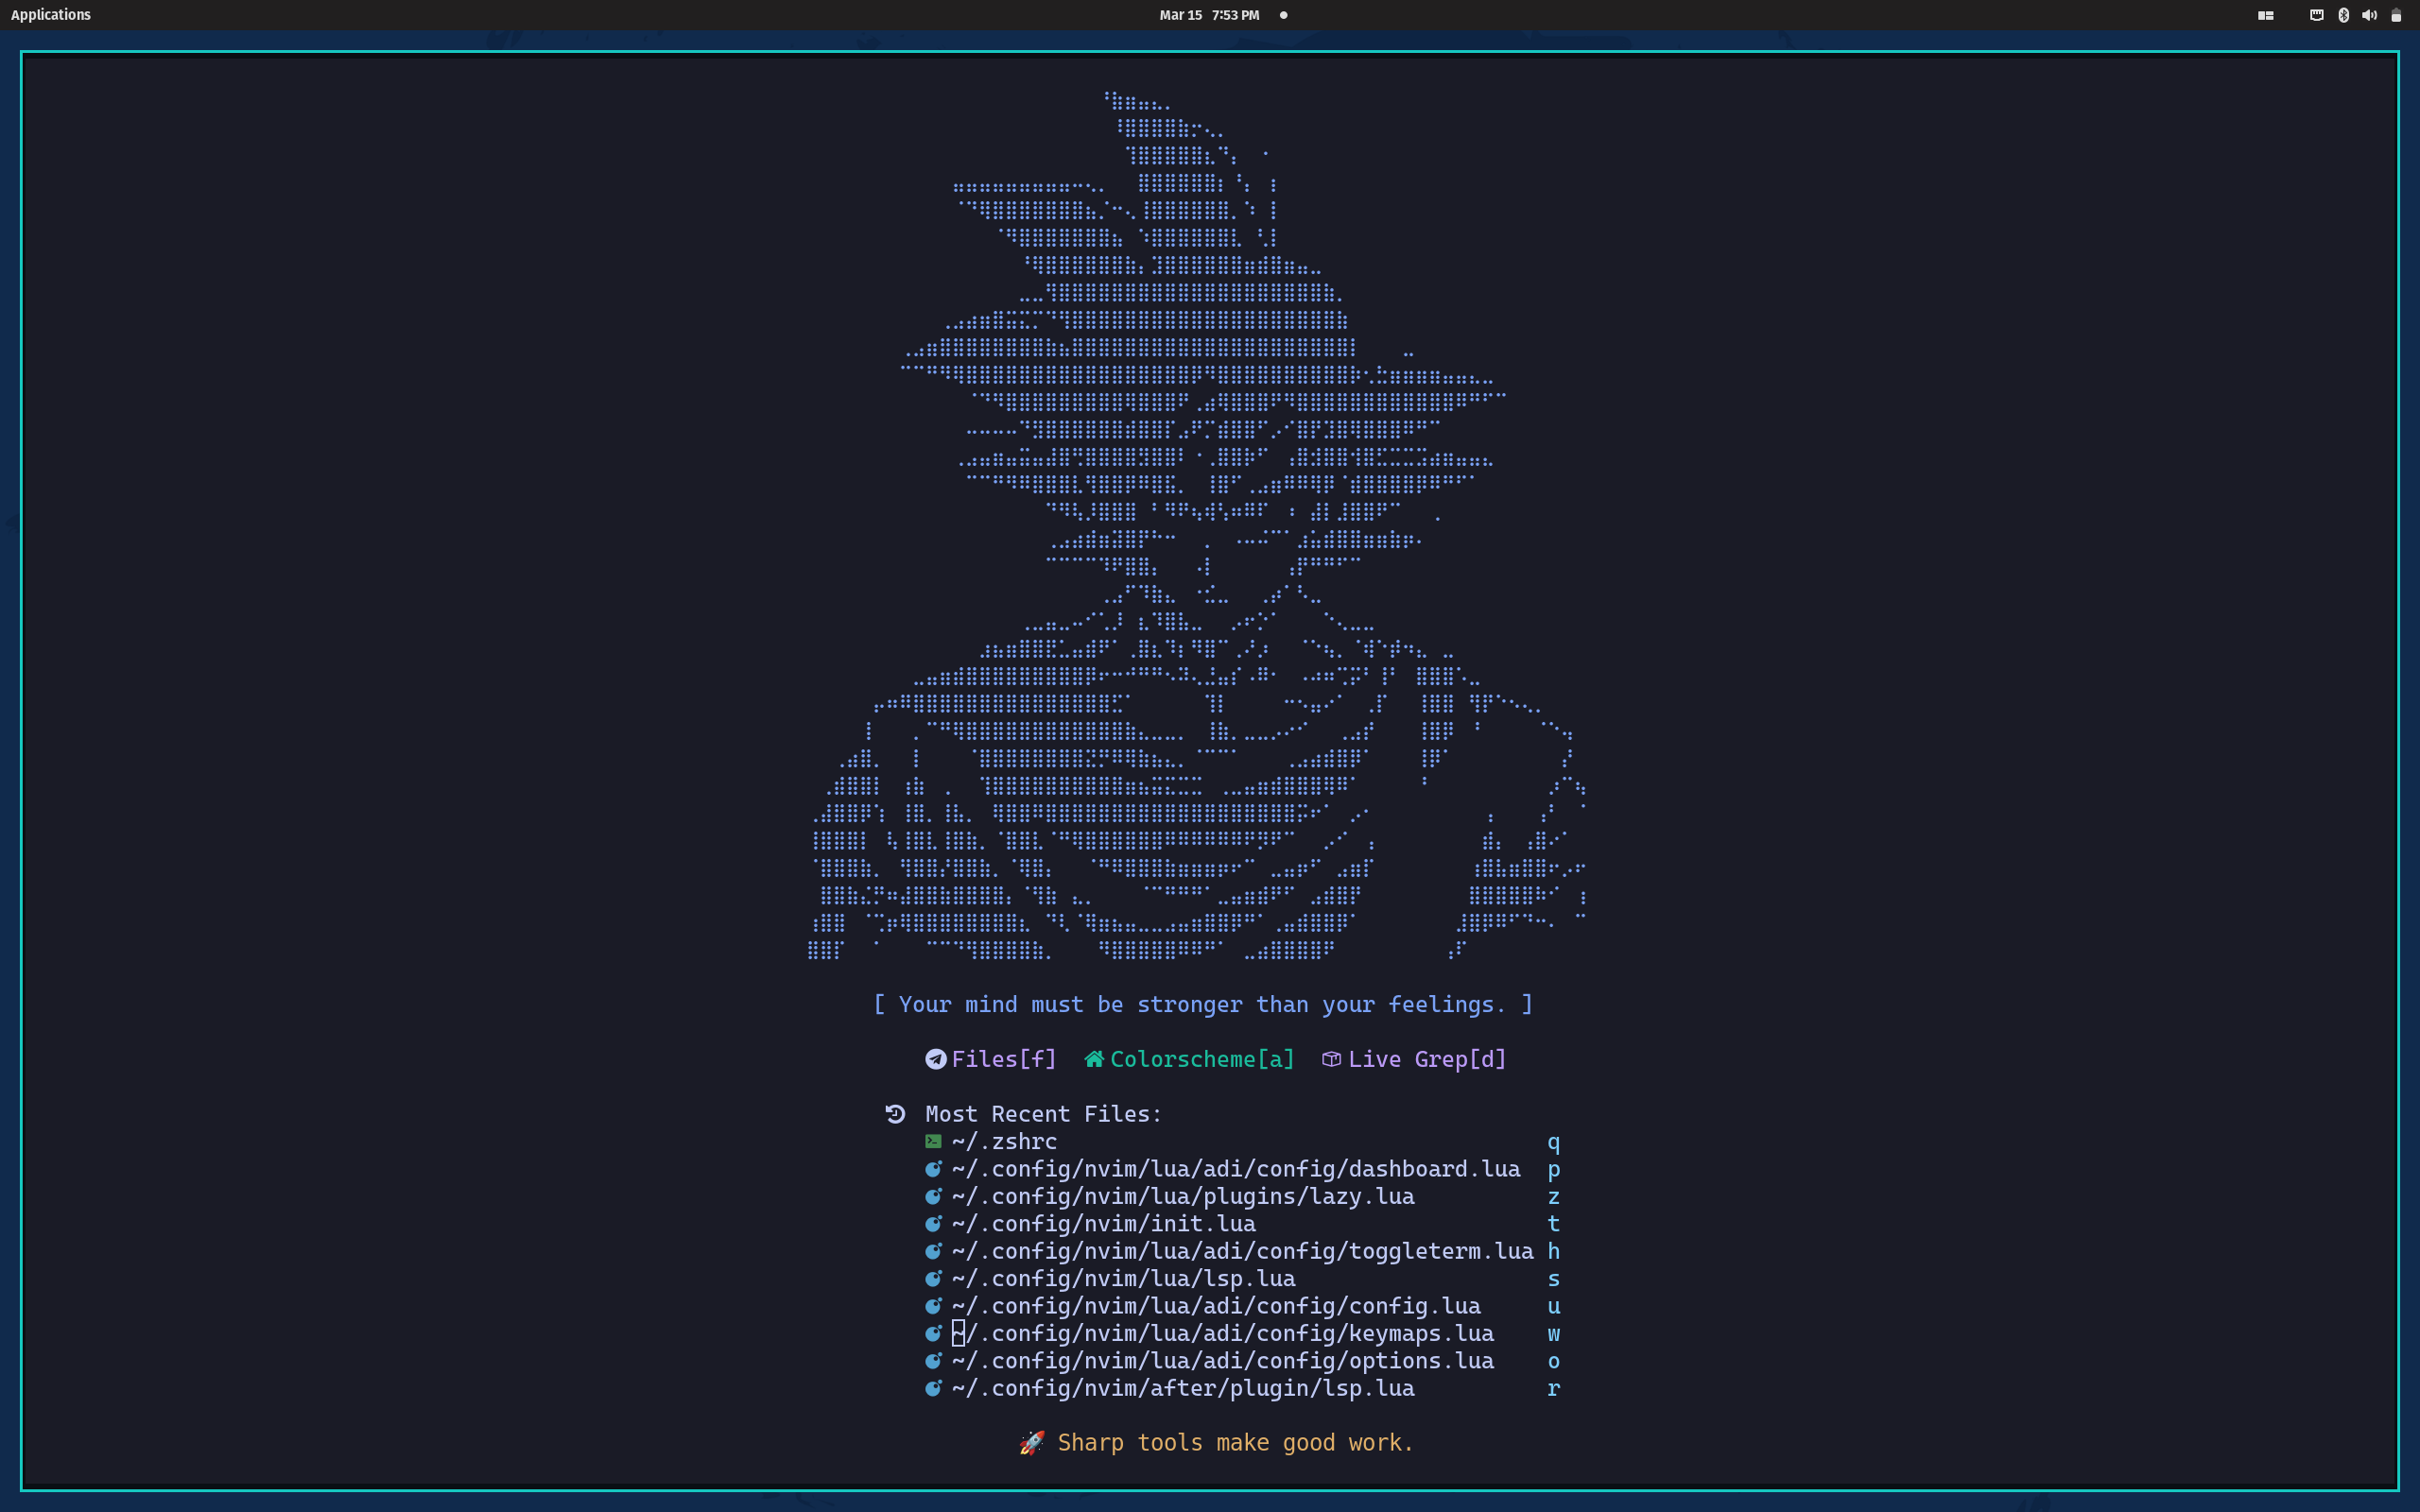 Applications
Mar 15 7:53 PM
[ Your mind must be stronger than your feelings. ]
Files[f] Colorscheme[a] Live Grep[d]
Most Recent Files:
~/.zshrc q
~/.config/nvim/lua/adi/config/dashboard.lua p
~/.config/nvim/lua/plugins/lazy.lua z
~/.config/nvim/init.lua t
~/.config/nvim/lua/adi/config/toggleterm.lua h
~/.config/nvim/lua/lsp.lua s
~/.config/nvim/lua/adi/config/config.lua u
~/.config/nvim/lua/adi/config/keymaps.lua w
~/.config/nvim/lua/adi/config/options.lua o
~/.config/nvim/after/plugin/lsp.lua r
🚀 Sharp tools make good work.